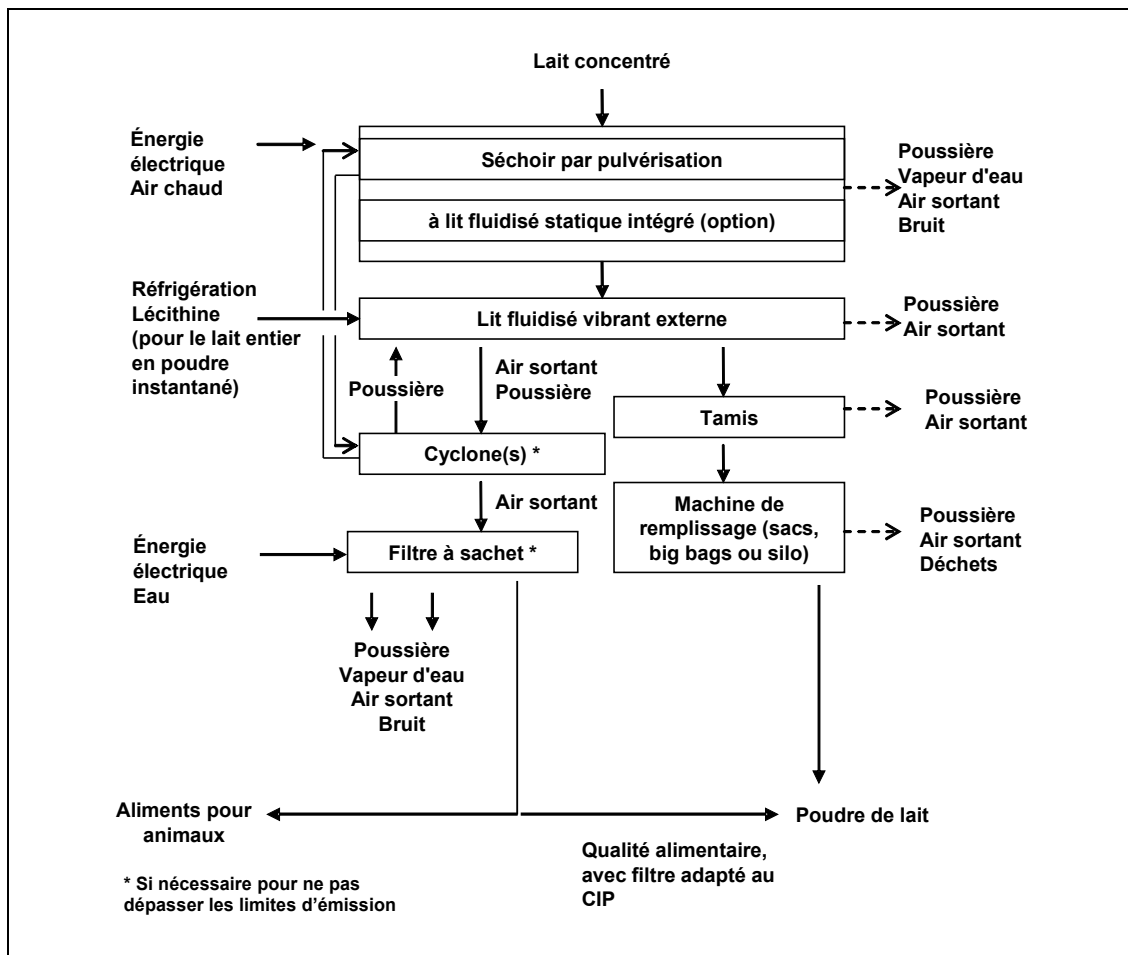 Lait concentré
Énergie
électrique
Air chaud
Séchoir par pulvérisation
à lit fluidisé statique intégré (option)
Poussière
Vapeur d'eau
Air sortant
Bruit
Réfrigération
Lécithine
(pour le lait entier
en poudre
instantané)
Lit fluidisé vibrant externe
Poussière
Air sortant
Poussière
Air sortant
Poussière
Tamis
Poussière
Air sortant
Cyclone(s) *
Air sortant
Machine de
remplissage (sacs,
big bags ou silo)
Poussière
Air sortant
Déchets
Énergie
électrique
Eau
Filtre à sachet *
Poussière
Vapeur d'eau
Air sortant
Bruit
Aliments pour
animaux
Poudre de lait
Qualité alimentaire,
avec filtre adapté au
CIP
* Si nécessaire pour ne pas
dépasser les limites d’émission